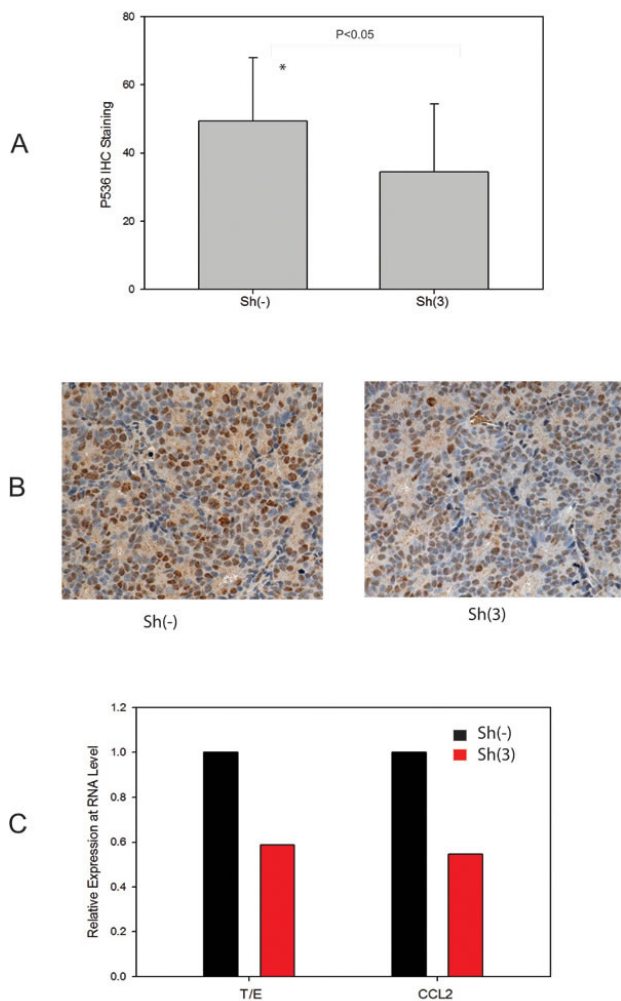 A
P536 IHC Staining
80
60
40
20
0
P<0.05
*
Sh(-)
Sh(3)
B
Sh(-)
Sh(3)
C
Relative Expression at RNA Level
1.2
1.0
0.8
0.6
0.4
0.2
0.0
Sh(-)
Sh(3)
T/E
CCL2